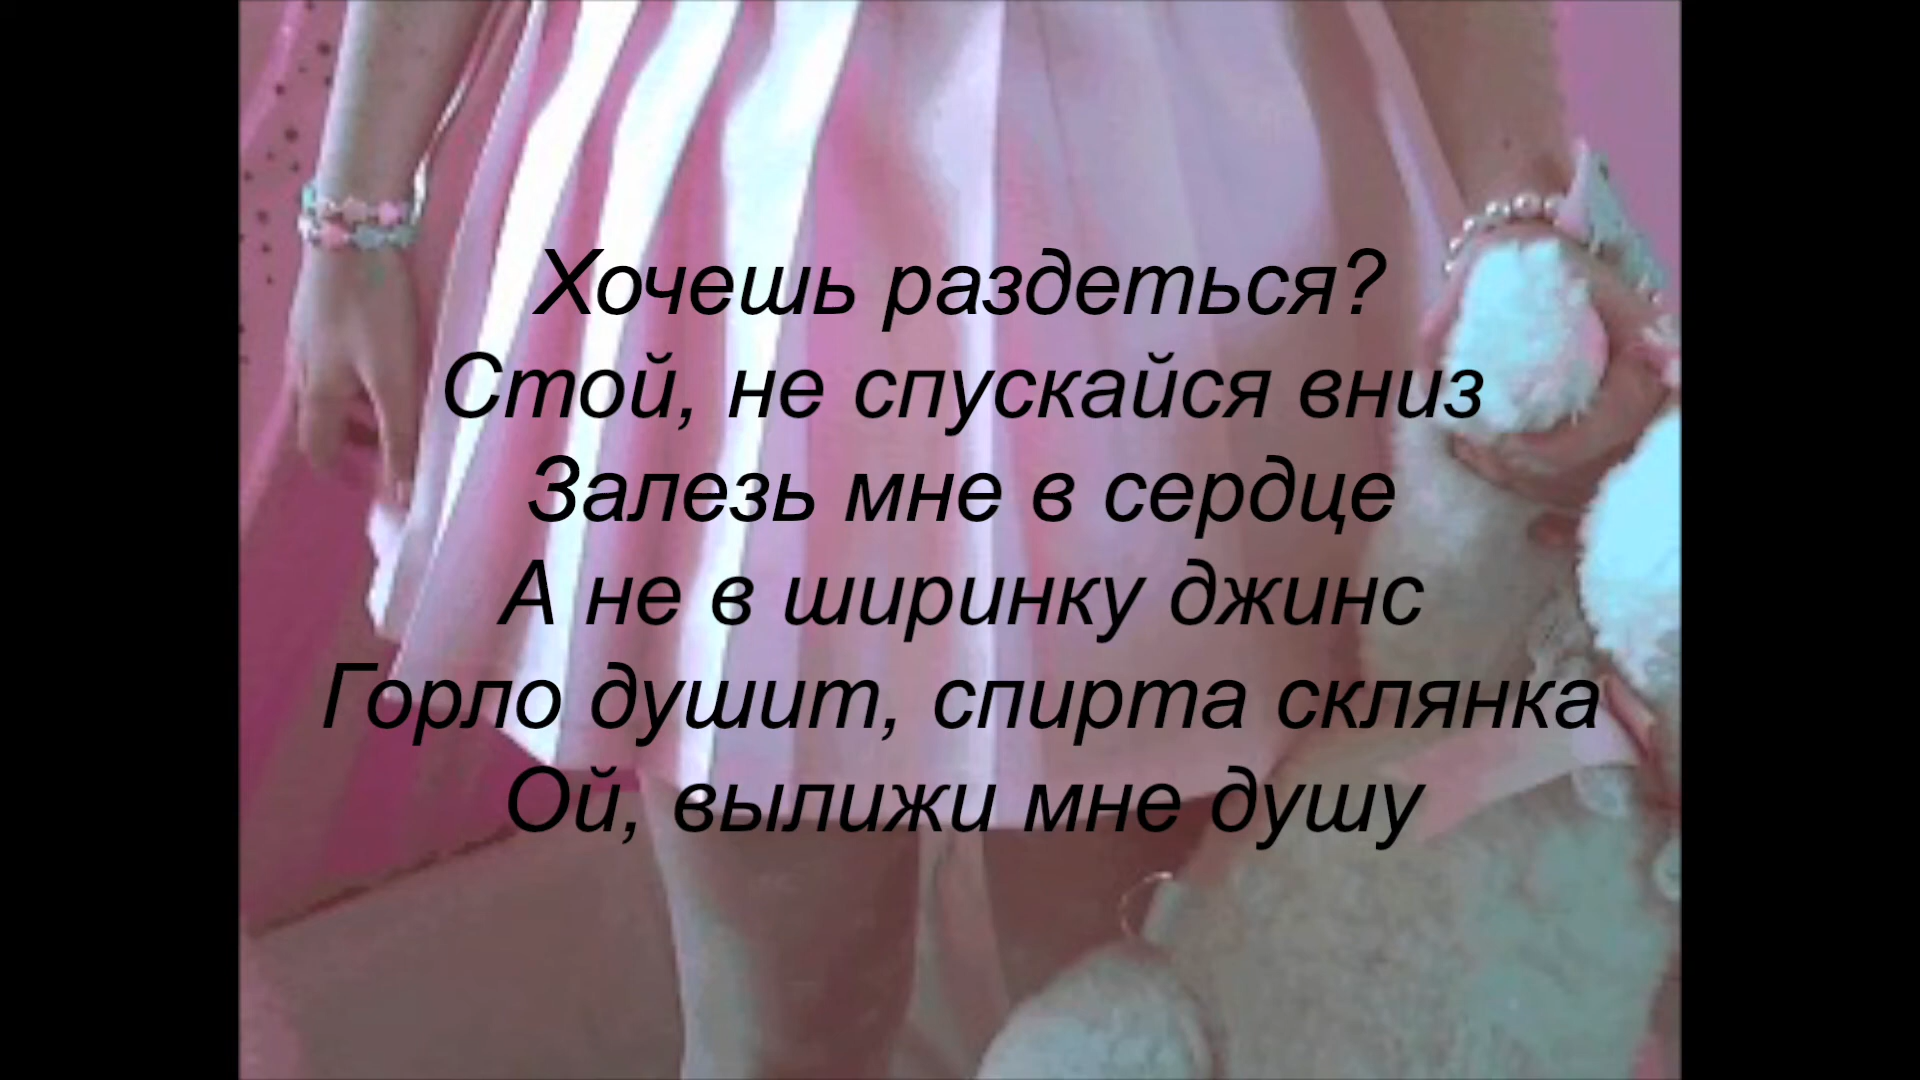 Хочешь раздеться?
Стой, не спускайся вниз
Залезь мне в сердце
А не в ширинку джинс
Горло душит, спирта склянка
Ой, вылижи мне душу